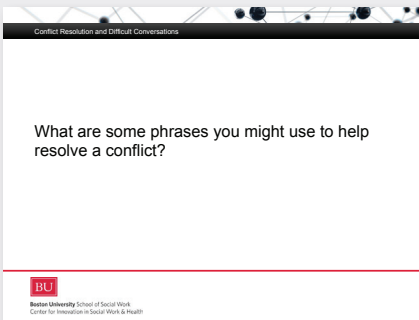 Conflict Resolution and Difficult Conversations
What are some phrases you might use to help
resolve a conflict?
BU
Boston University School of Social Work
Center for Innovation in Social Work & Health